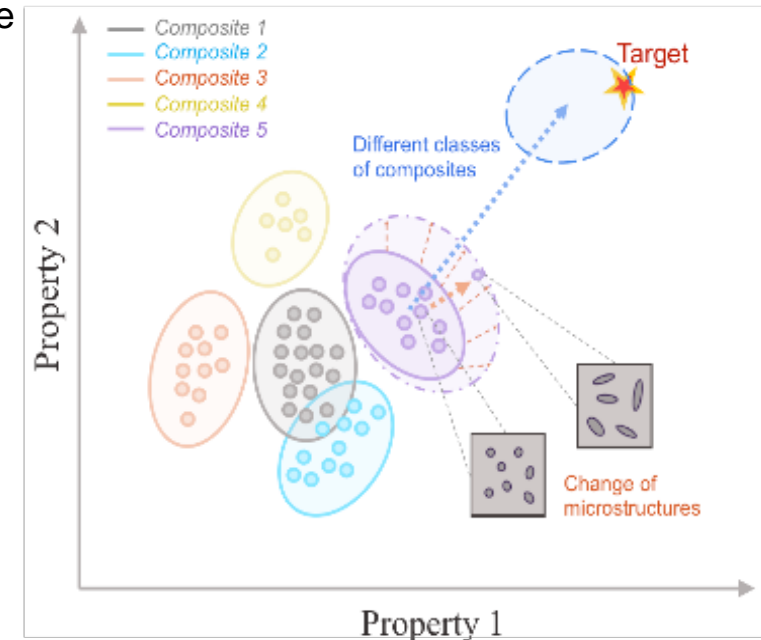 e
Composite 1
Composite 2
Composite 3
Composite 4
Composite 5
Target
Different classes
of composites
Property 2
Change of
microstructures
Property 1